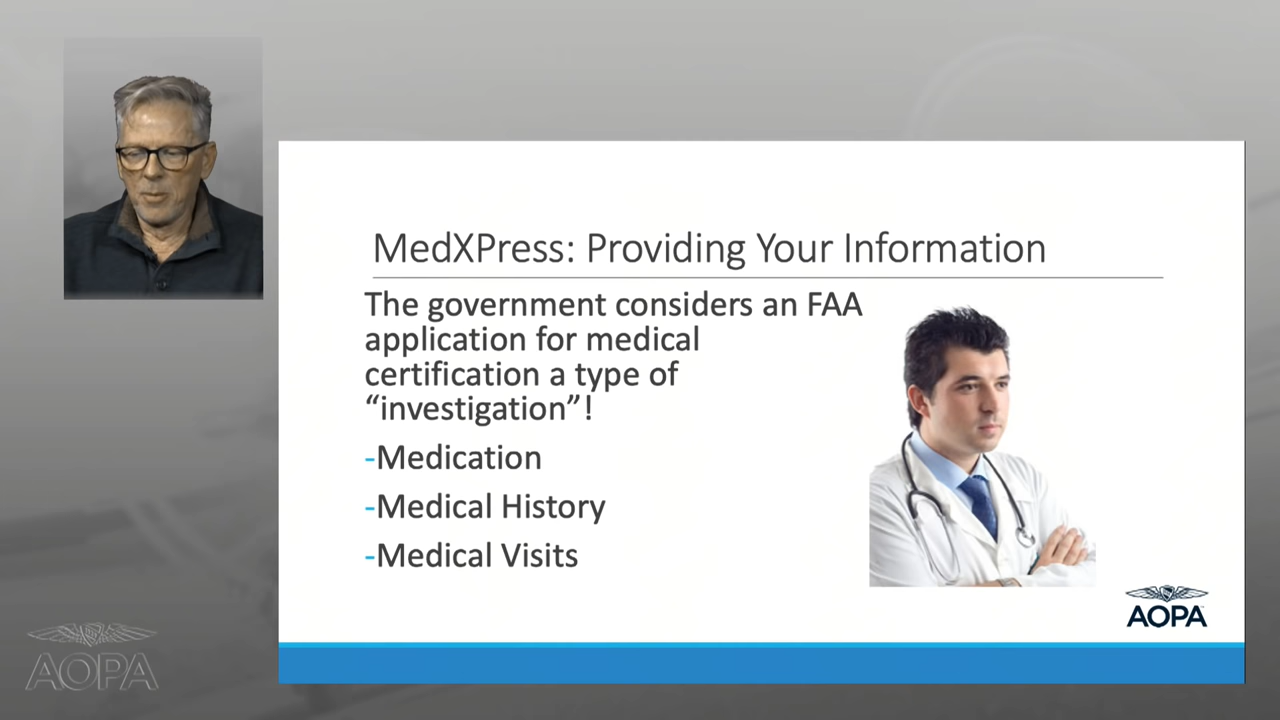 MedXPress: Providing Your Information
The government considers an FAA
application for medical
certification a type of
“investigation”!
-Medication
-Medical History
-Medical Visits
AOPA
AOPA